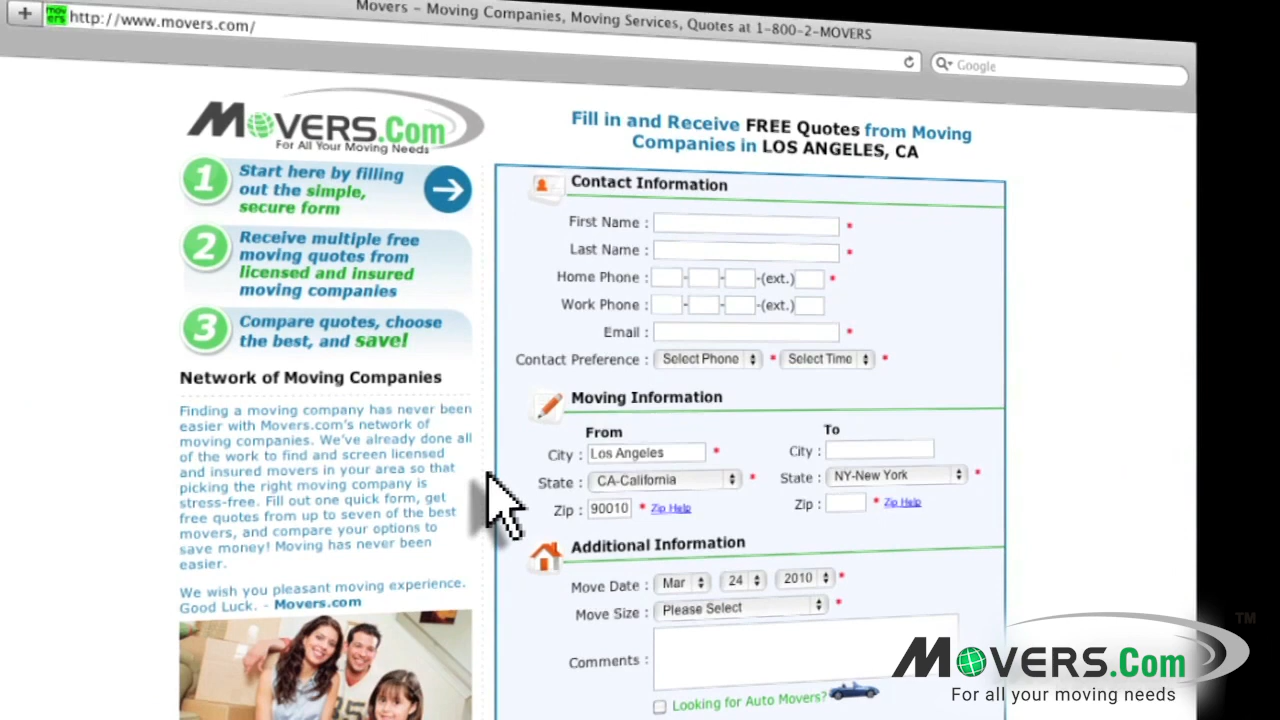 Movers - Moving Companies, Moving Services, Quotes at 1-800-2-MOVERS
+
mov
ers
http://www.movers.com/
Google
MOVERS.Com
For All Your Moving Needs
1
Start here by filling
out the simple,
secure form
2
Receive multiple free
moving quotes from
licensed and insured
moving companies
3
Compare quotes, choose
the best, and save!
Network of Moving Companies
Finding a moving company has never been
easier with Movers.com's network of
moving companies. We've already done all
of the work to find and screen licensed
and insured movers in your area so that
picking the right moving company is
stress-free. Fill out one quick form, get
free quotes from up to seven of the best
movers, and compare your options to
save money! Moving has never been
easier.
We wish you pleasant moving experience.
Good Luck. - Movers.com
35
Fill in and Receive FREE Quotes from Moving
Companies in LOS ANGELES, CA
Contact Information
First Name : *
Last Name : *
Home Phone : - - -(ext.) *
Work Phone : - - -(ext.)
Email : *
Contact Preference : Select Phone * Select Time *
Moving Information
From To
City : Los Angeles * City :
State : CA-California * State : NY-New York *
Zip : 90010 * Zip Help Zip : * Zip Help
Additional Information
Move Date : Mar 24 2010 *
Move Size : Please Select *
Comments :
Looking for Auto Movers?
MOVERS.Com TM
For all your moving needs